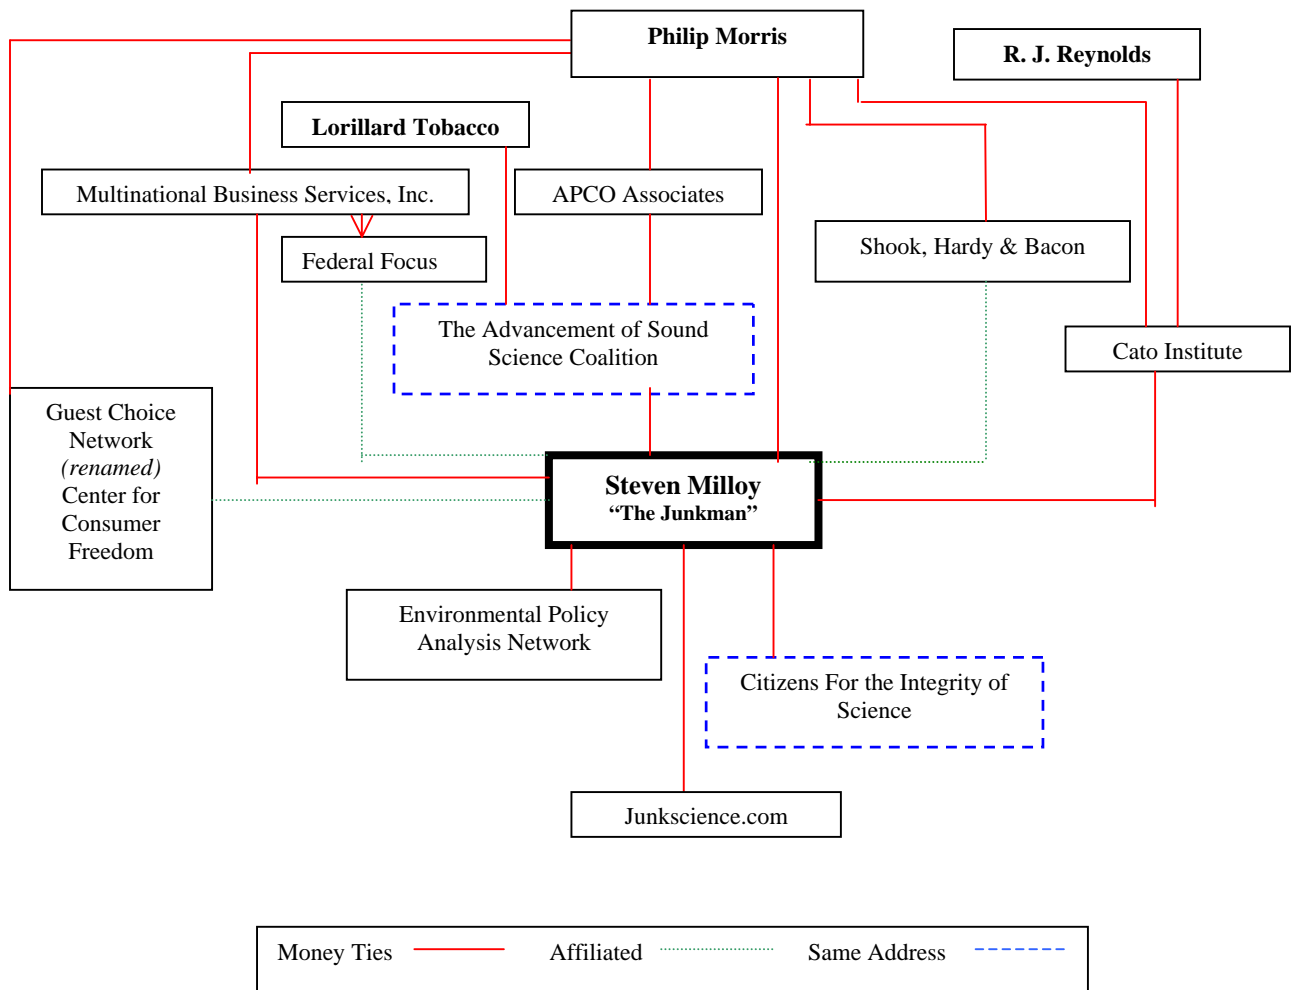 Philip Morris
R. J. Reynolds
Lorillard Tobacco
Multinational Business Services, Inc.
APCO Associates
Federal Focus
Shook, Hardy & Bacon
The Advancement of Sound
Science Coalition
Cato Institute
Guest Choice
Network
(renamed)
Center for
Consumer
Freedom
Steven Milloy
“The Junkman”
Environmental Policy
Analysis Network
Citizens For the Integrity of
Science
Junkscience.com
Money Ties
Affiliated
Same Address